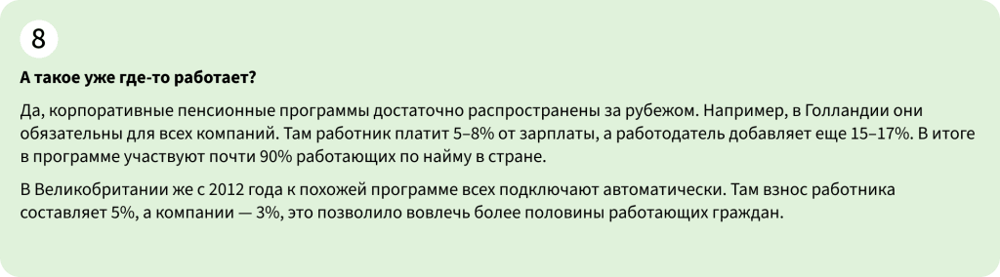 8
А такое уже где-то работает?
Да, корпоративные пенсионные программы достаточно распространены за рубежом. Например, в Голландии они
обязательны для всех компаний. Там работник платит 5–8% от зарплаты, а работодатель добавляет еще 15–17%. В итоге
в программе участвуют почти 90% работающих по найму в стране.
В Великобритании же с 2012 года к похожей программе всех подключают автоматически. Там взнос работника
составляет 5%, а компании — 3%, это позволило вовлечь более половины работающих граждан.